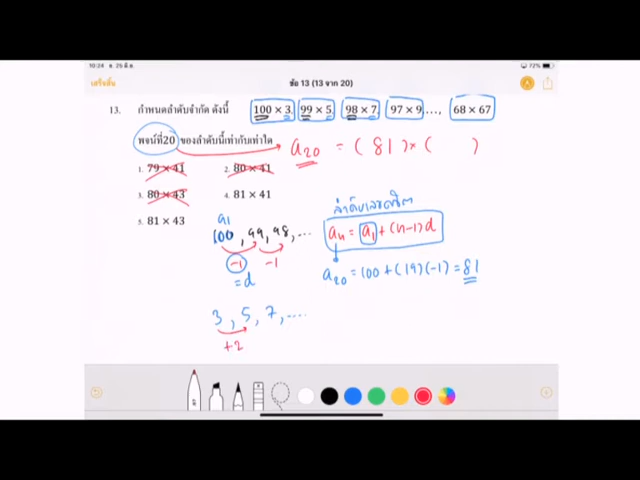 10:24 อ. 25 มี.ค.
72%
เสร็จสิ้น
ข้อ 13 (13 จาก 20)
13. กำหนดลำดับจำกัด ดังนี้ 100 × 3, 99 × 5, 98 × 7, 97 × 9 ..., 68 × 67
พจน์ที่20 ของลำดับนี้เท่ากับเท่าใด a20 = ( 81 ) × ( )
1. 79 × 41 2. 80 × 41
3. 80 × 43 4. 81 × 41
5. 81 × 43
ลำดับเลขคณิต
a1
100, 99, 98, ...
an = a1 + (n-1) d
-1 -1
= d
a20 = 100 + (19)(-1) = 81
3, 5, 7, ....
+2